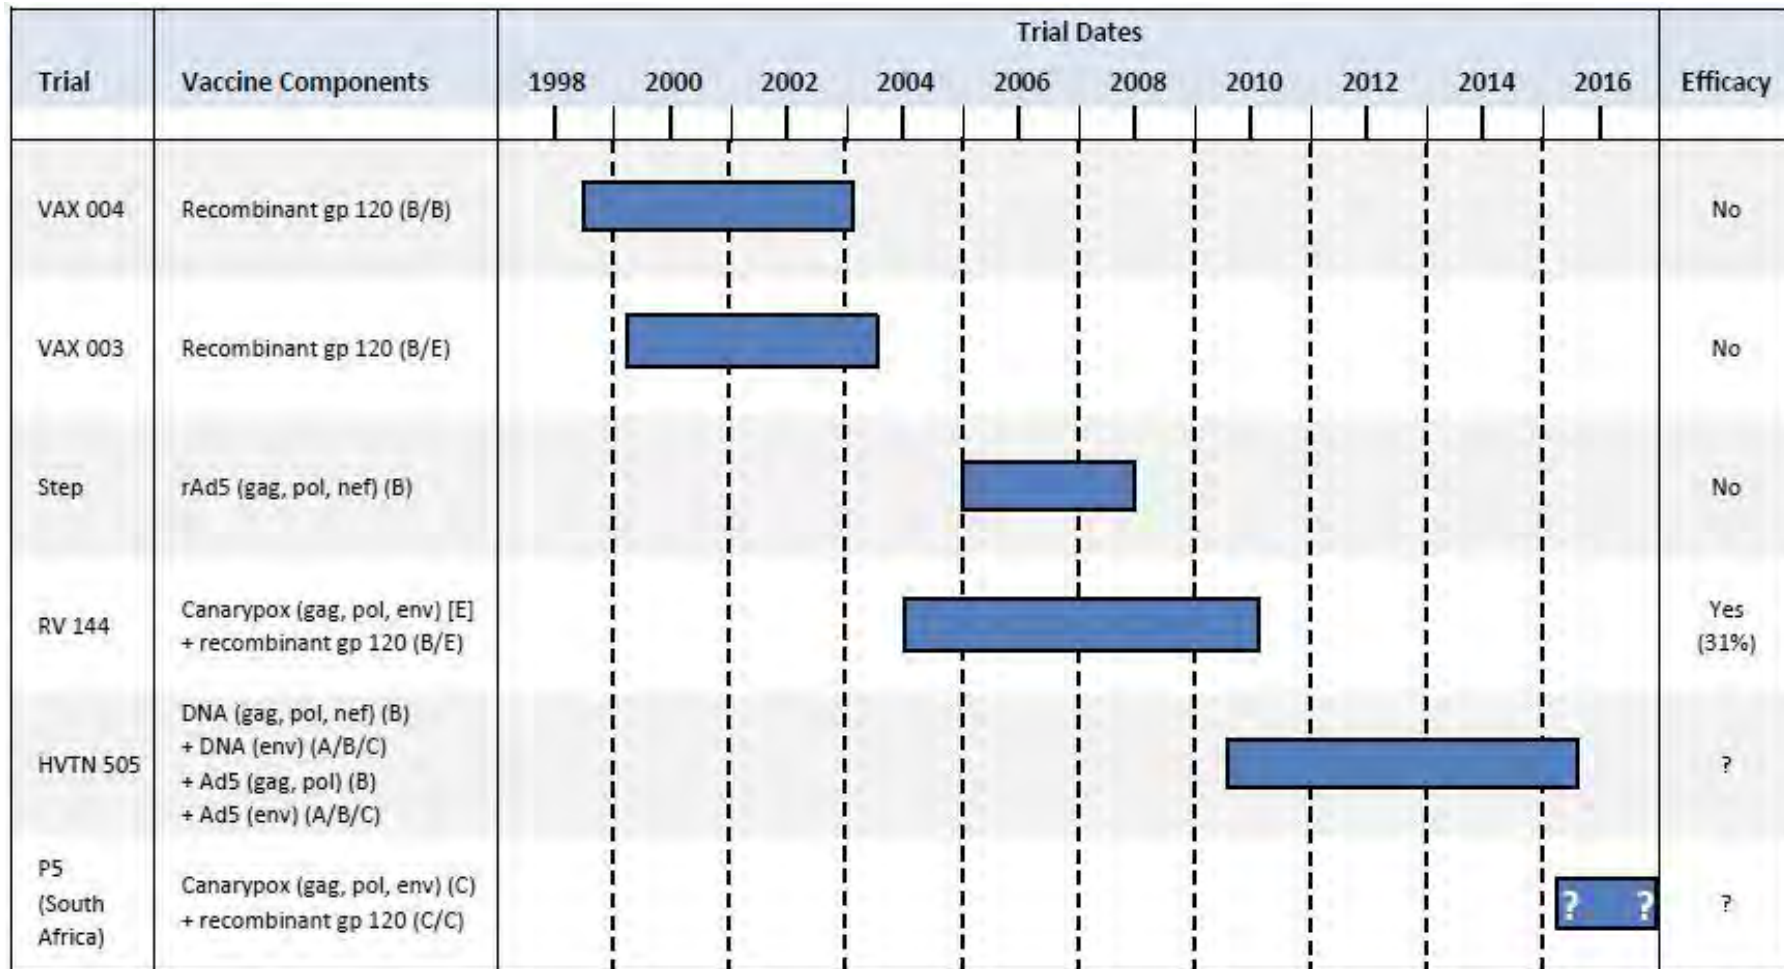 Trial Dates
Trial Vaccine Components 1998 2000 2002 2004 2006 2008 2010 2012 2014 2016 Efficacy
VAX 004 Recombinant gp 120 (B/B) No
VAX 003 Recombinant gp 120 (B/E) No
Step rAd5 (gag, pol, nef) (B) No
RV 144
Canarypox (gag, pol, env) [E]
+ recombinant gp 120 (B/E)
Yes
(31%)
HVTN 505
DNA (gag, pol, nef) (B)
+ DNA (env) (A/B/C)
+ Ad5 (gag, pol) (B)
+ Ad5 (env) (A/B/C)
?
P5
(South
Africa)
Canarypox (gag, pol, env) (C)
+ recombinant gp 120 (C/C)
? ?
?